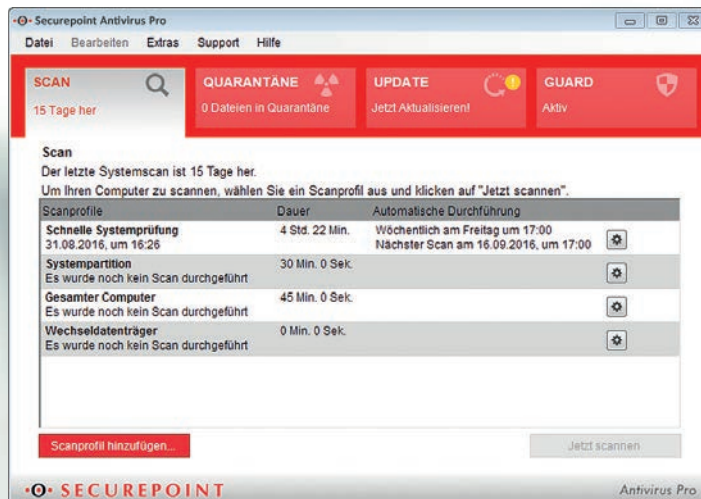 Securepoint Antivirus Pro
Datei Bearbeiten Extras Support Hilfe
SCAN
15 Tage her
QUARANTÄNE
0 Dateien in Quarantäne
UPDATE
Jetzt Aktualisieren!
GUARD
Aktiv
Scan
Der letzte Systemscan ist 15 Tage her.
Um Ihren Computer zu scannen, wählen Sie ein Scanprofil aus und klicken auf "Jetzt scannen".
Scanprofile Dauer Automatische Durchführung
Schnelle Systemprüfung 4 Std. 22 Min. Wöchentlich am Freitag um 17:00
31.08.2016, um 16:26 Nächster Scan am 16.09.2016, um 17:00
Systempartition 30 Min. 0 Sek.
Es wurde noch kein Scan durchgeführt
Gesamter Computer 45 Min. 0 Sek.
Es wurde noch kein Scan durchgeführt
Wechseldatenträger 0 Min. 0 Sek.
Es wurde noch kein Scan durchgeführt
Scanprofil hinzufügen... Jetzt scannen
SECUREPOINT Antivirus Pro